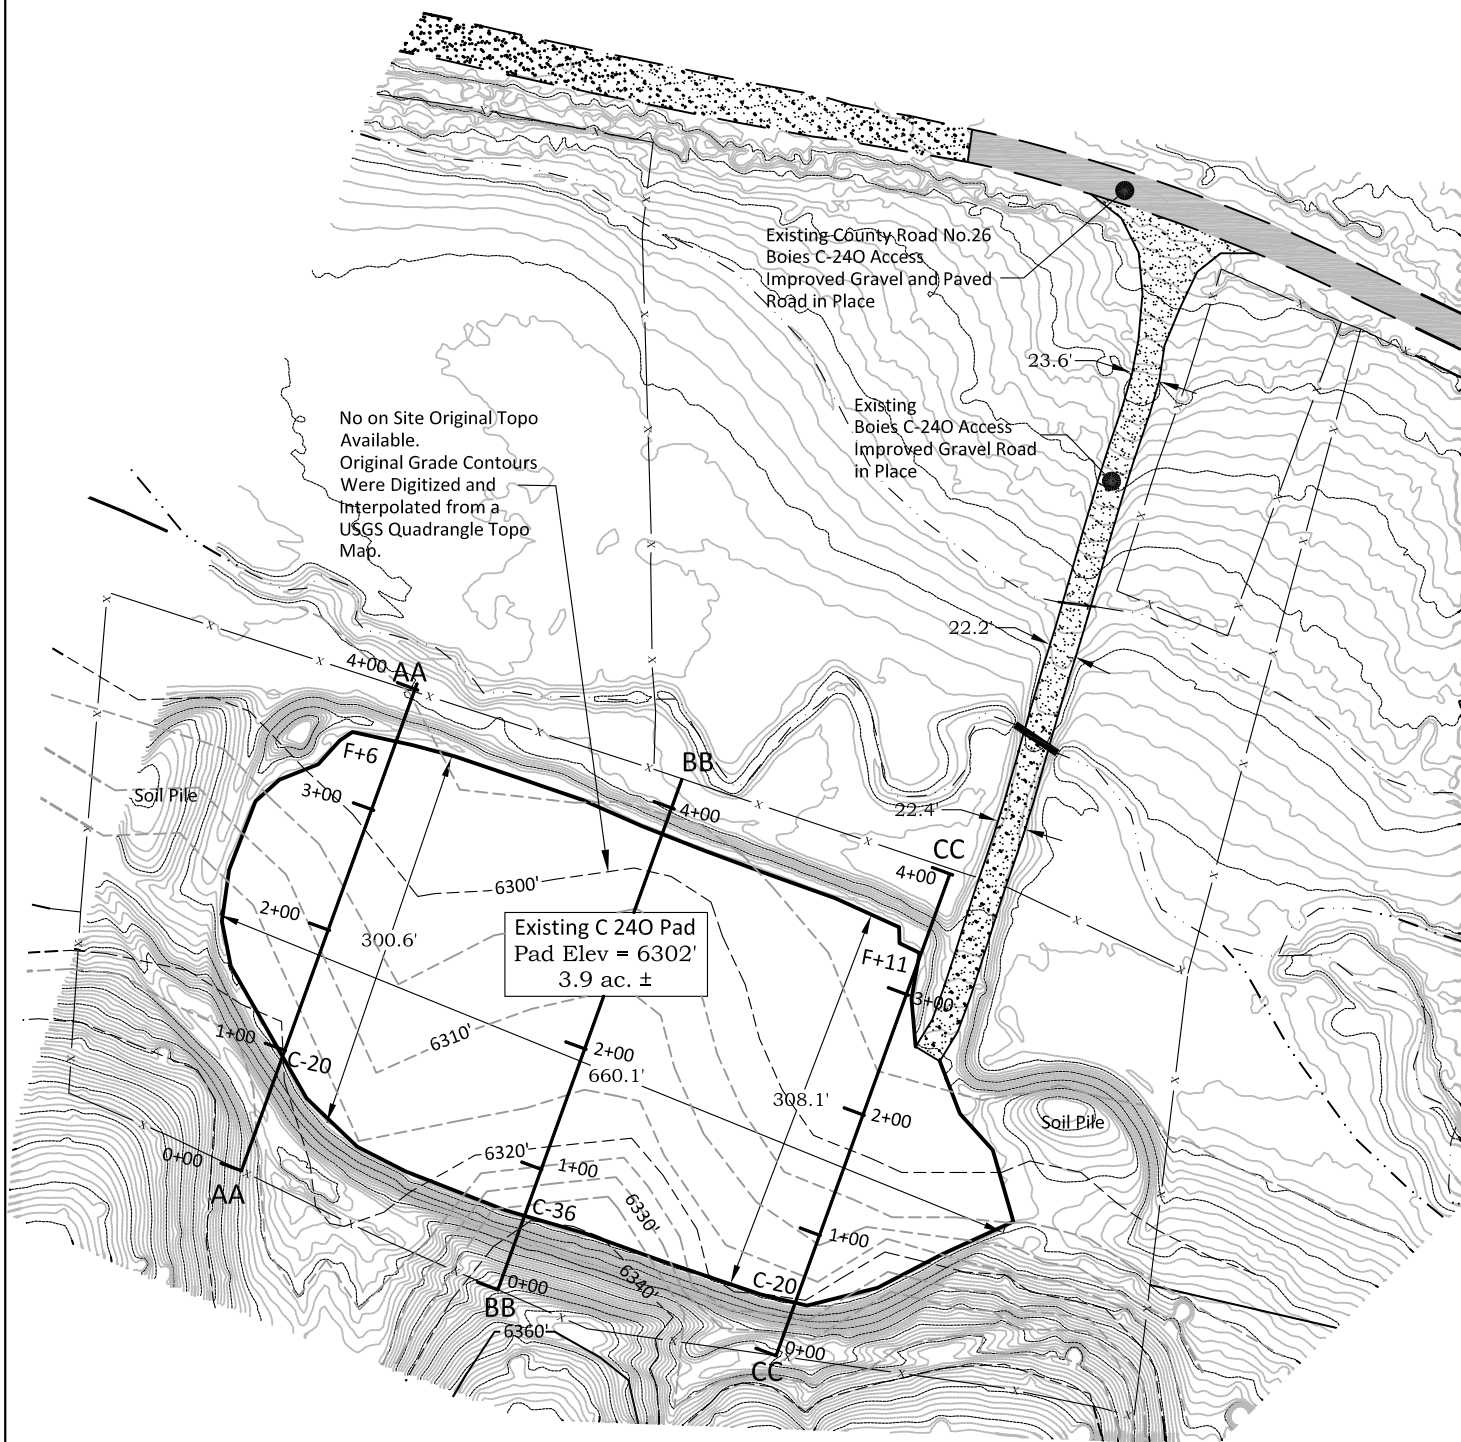 Existing County Road No.26
Boies C-24O Access
Improved Gravel and Paved
Road in Place
23.6'
Existing
Boies C-24O Access
Improved Gravel Road
in Place
No on Site Original Topo
Available.
Original Grade Contours
Were Digitized and
Interpolated from a
USGS Quadrangle Topo
Map.
22.2'
4+00
AA
F+6
BB
Soil Pile
3+00
4+00
22.4'
CC
4+00
6300'
2+00
300.6'
Existing C 24O Pad
Pad Elev = 6302'
3.9 ac. ±
F+11
3+00
1+00
C-20
6310'
2+00
660.1'
308.1'
2+00
Soil Pile
0+00
AA
6320'
1+00
C-36
6330'
1+00
6340'
C-20
0+00
BB
6360'
0+00
CC